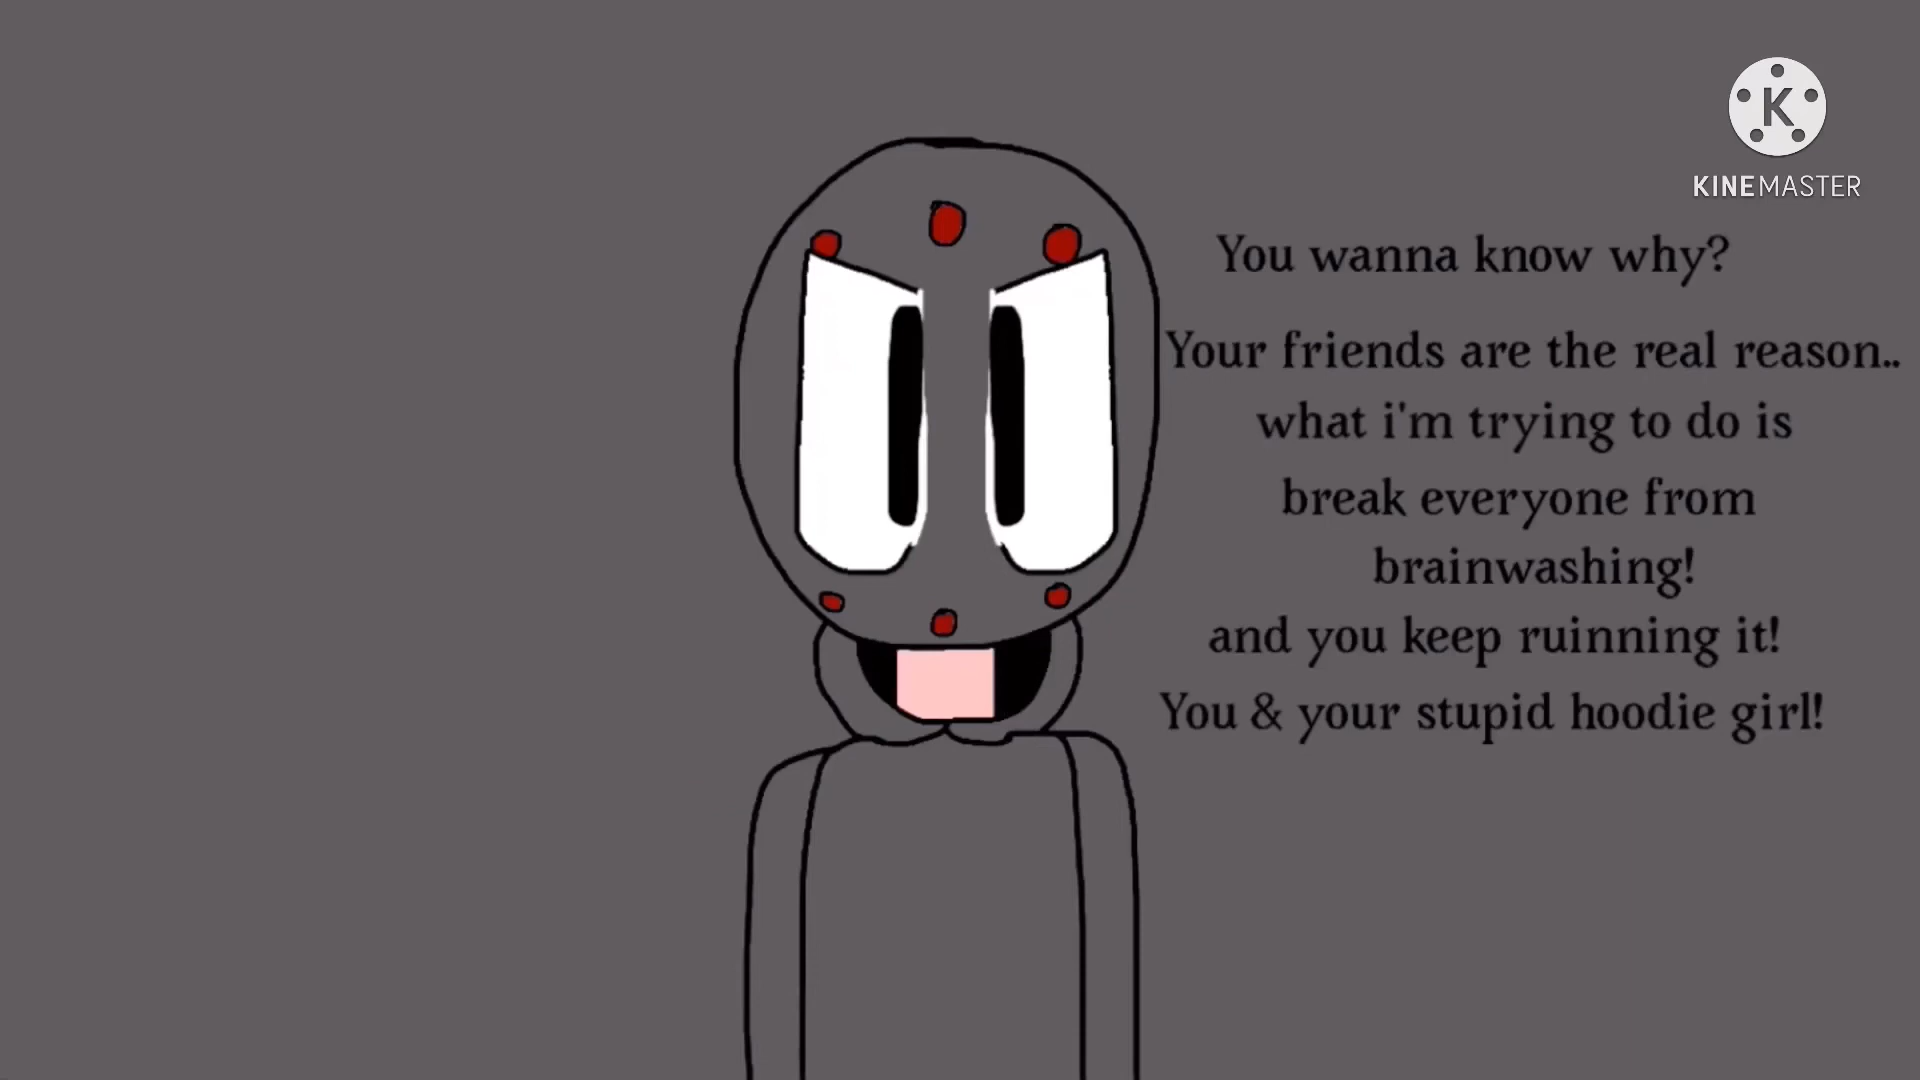 K
KINEMASTER
You wanna know why?
Your friends are the real reason..
what i'm trying to do is
break everyone from
brainwashing!
and you keep ruinning it!
You & your stupid hoodie girl!